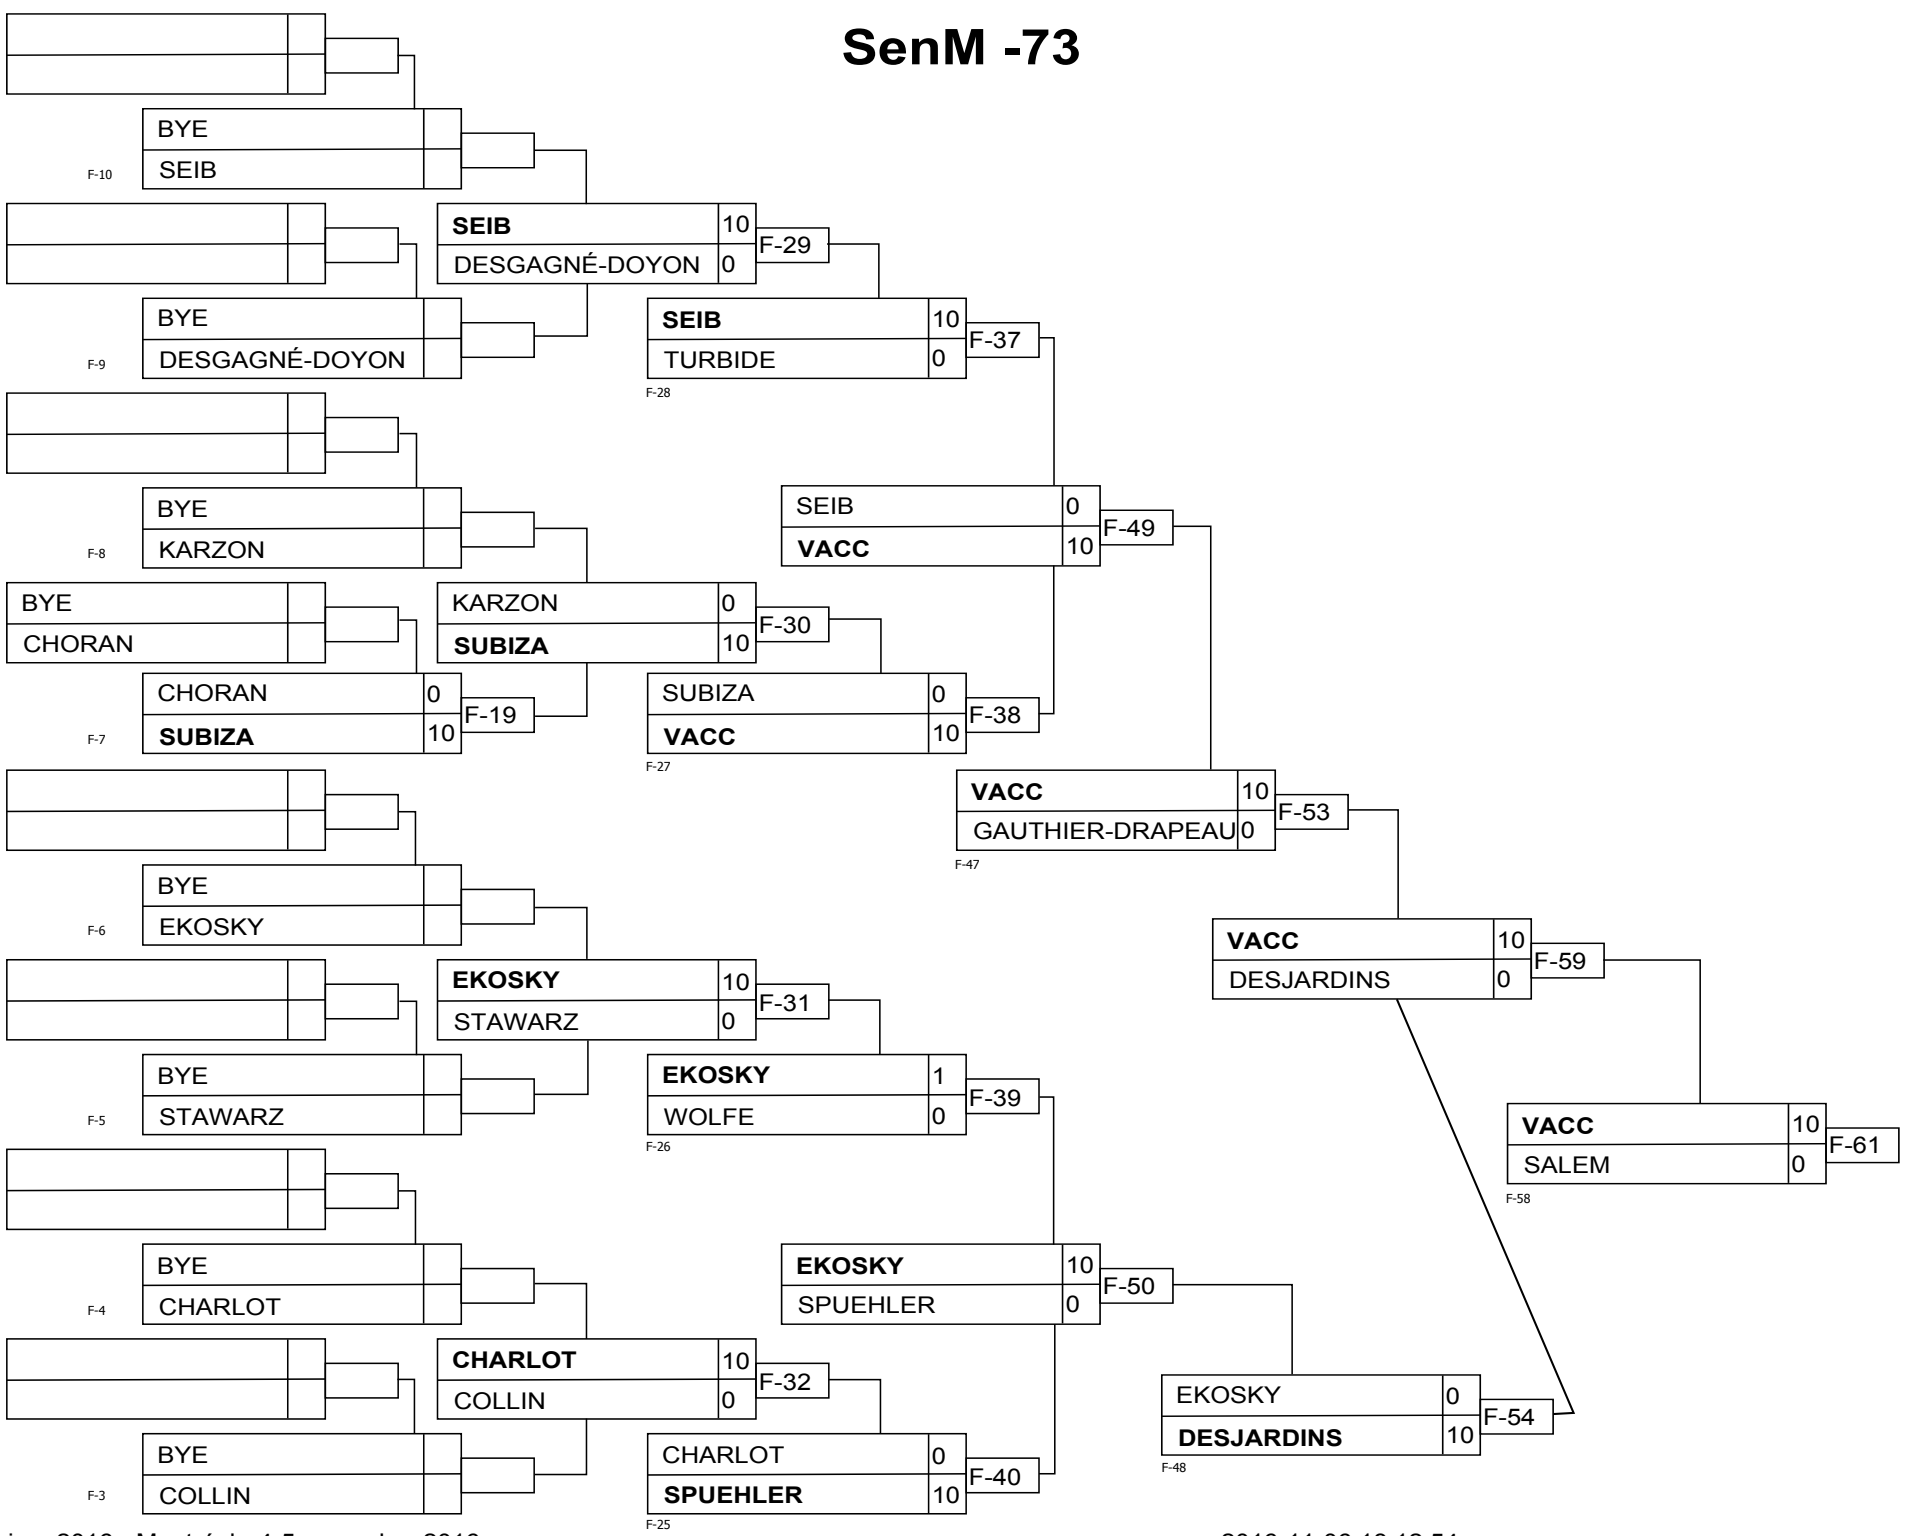 SenM -73
BYE
SEIB
F-10
SEIB 10
DESGAGNÉ-DOYON 0
F-29
BYE
DESGAGNÉ-DOYON
F-9
SEIB 10
TURBIDE 0
F-37
F-28
BYE
KARZON
F-8
SEIB 0
VACC 10
F-49
BYE
CHORAN
KARZON 0
SUBIZA 10
F-30
CHORAN 0
SUBIZA 10
F-19
F-7
SUBIZA 0
VACC 10
F-38
F-27
VACC 10
GAUTHIER-DRAPEAU 0
F-53
F-47
BYE
EKOSKY
F-6
VACC 10
DESJARDINS 0
F-59
EKOSKY 10
STAWARZ 0
F-31
BYE
STAWARZ
F-5
EKOSKY 1
WOLFE 0
F-39
F-26
VACC 10
SALEM 0
F-61
F-58
BYE
CHARLOT
F-4
EKOSKY 10
SPUEHLER 0
F-50
CHARLOT 10
COLLIN 0
F-32
EKOSKY 0
DESJARDINS 10
F-54
F-48
BYE
COLLIN
F-3
CHARLOT 0
SPUEHLER 10
F-40
F-25